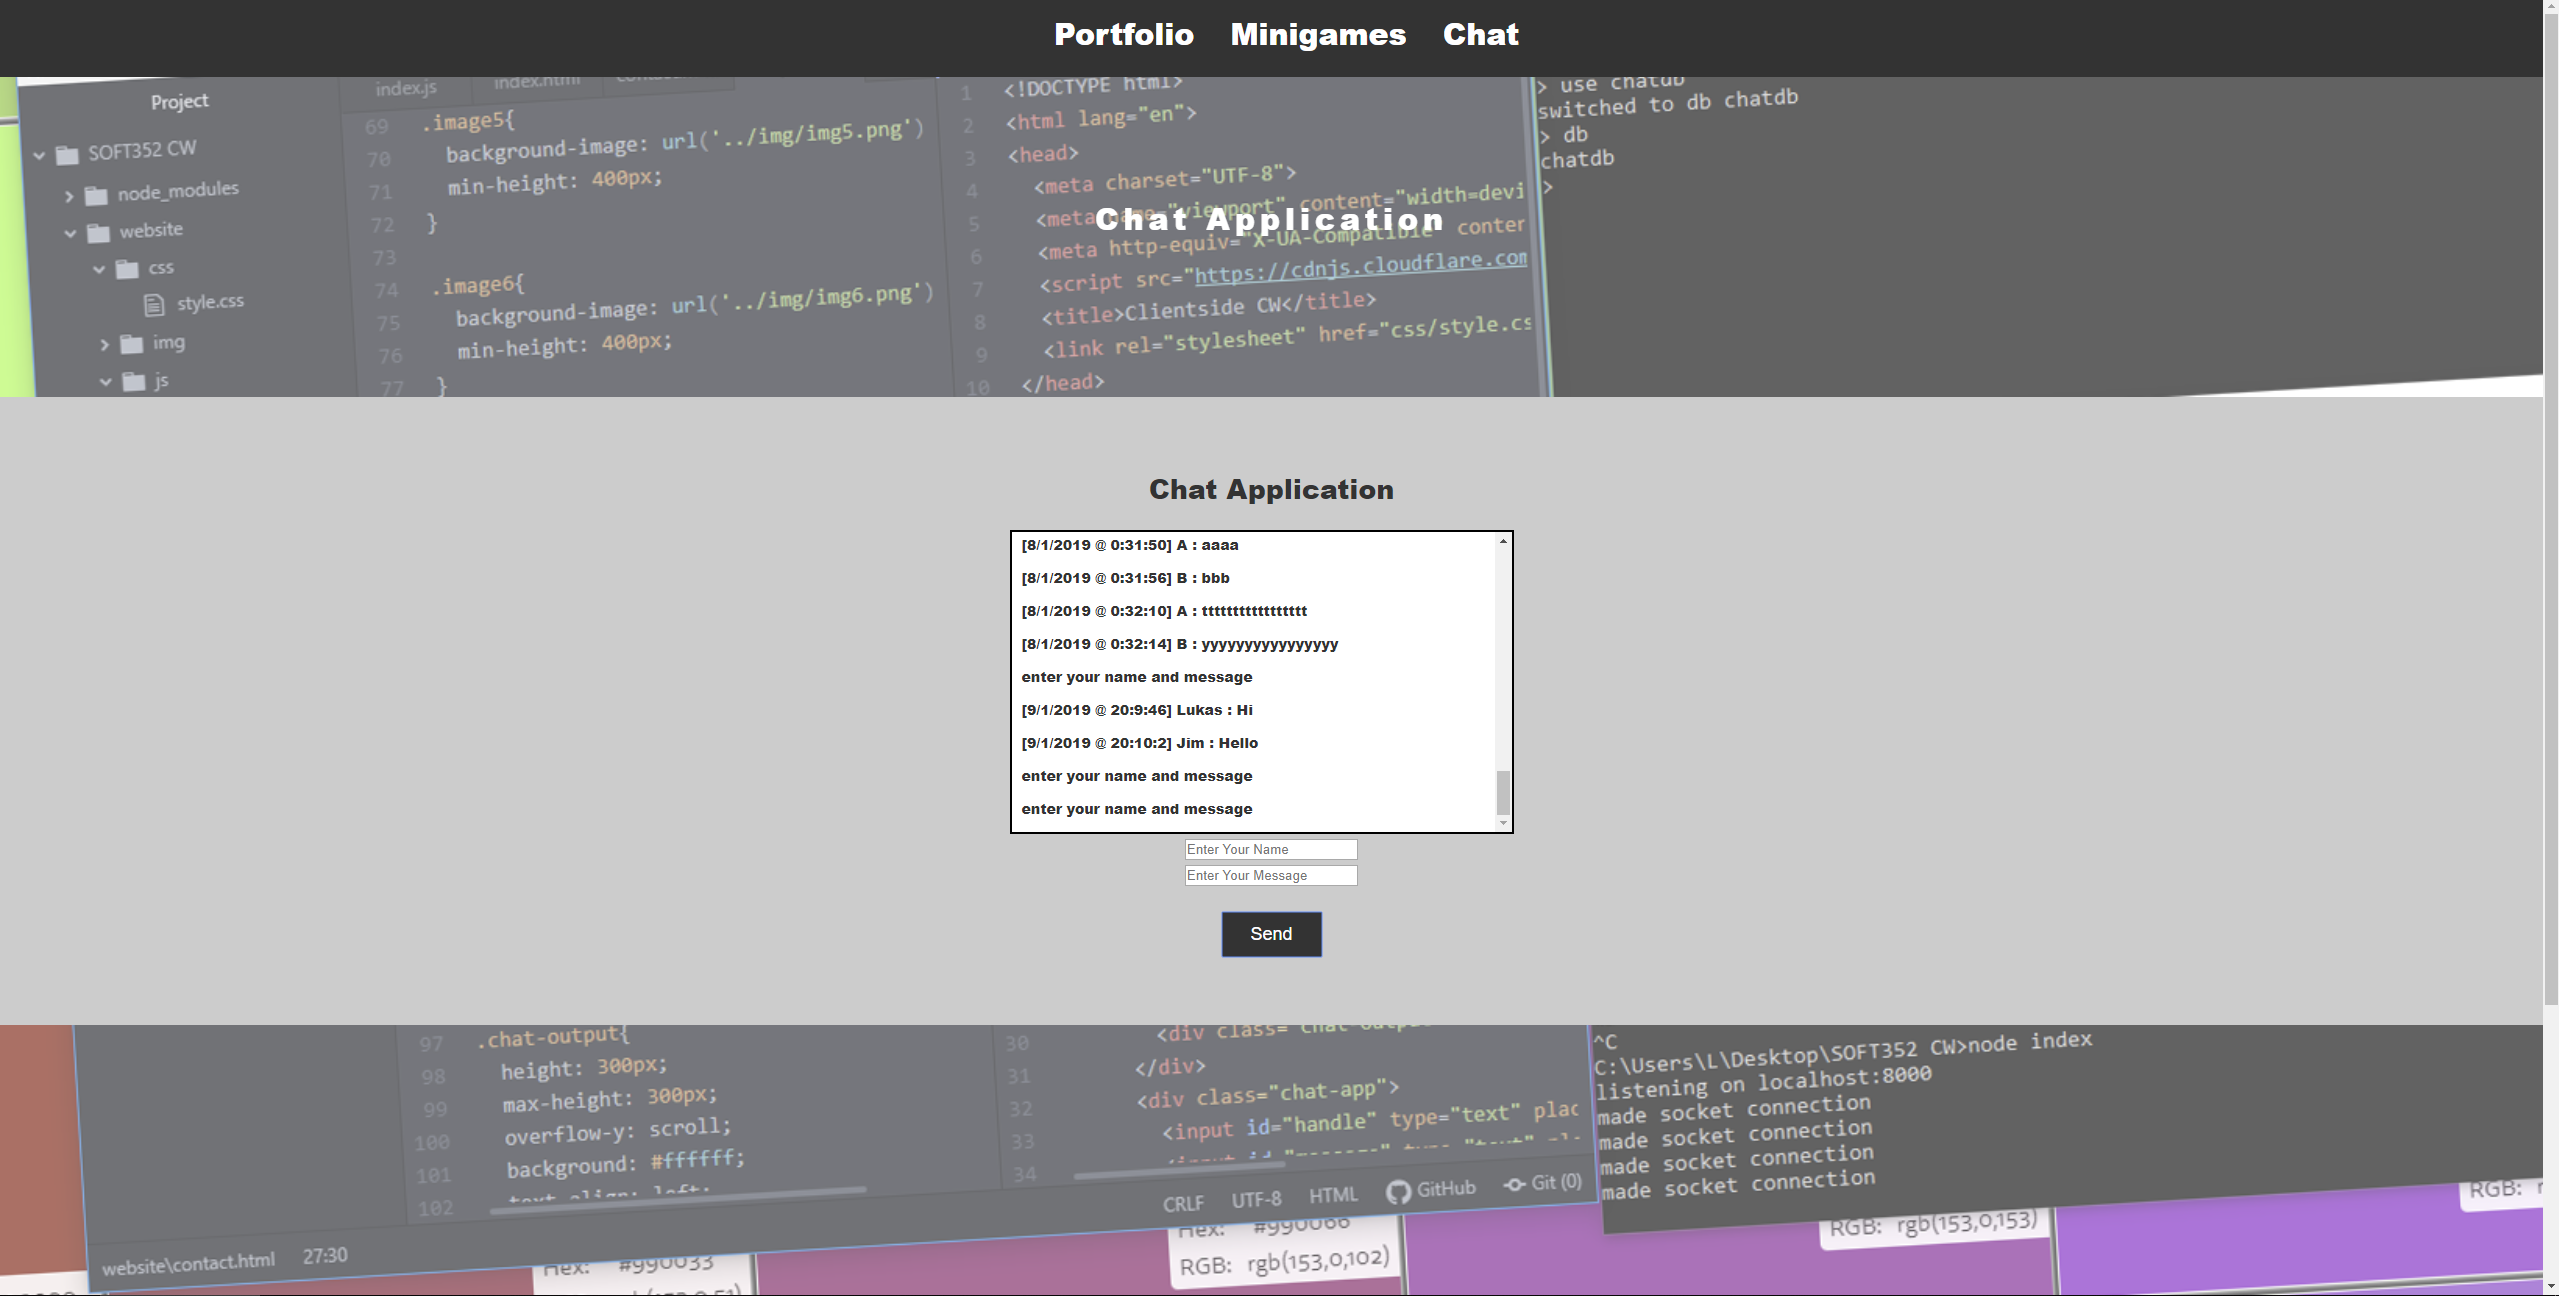 Portfolio Minigames Chat
Project
SOFT352 CW
node_modules
website
css
style.css
img
js
index.js index.html
69 .image5{
70 background-image: url('../img/img5.png')
71 min-height: 400px;
72 }
73
74 .image6{
75 background-image: url('../img/img6.png')
76 min-height: 400px;
77 }
1 <!DOCTYPE html>
2 <html lang="en">
3 <head>
4 <meta charset="UTF-8">
5 <meta name="viewport" content="width=devi
6 <meta http-equiv="X-UA-Compatible" conten
7 <script src="https://cdnjs.cloudflare.com
8 <title>Clientside CW</title>
9 <link rel="stylesheet" href="css/style.cs
10 </head>
> use chatdb
switched to db chatdb
> db
chatdb
>
Chat Application
Chat Application
[8/1/2019 @ 0:31:50] A : aaaa
[8/1/2019 @ 0:31:56] B : bbb
[8/1/2019 @ 0:32:10] A : ttttttttttttttttt
[8/1/2019 @ 0:32:14] B : yyyyyyyyyyyyyyyy
enter your name and message
[9/1/2019 @ 20:9:46] Lukas : Hi
[9/1/2019 @ 20:10:2] Jim : Hello
enter your name and message
enter your name and message
Enter Your Name
Enter Your Message
Send
97 .chat-output{
98 height: 300px;
99 max-height: 300px;
100 overflow-y: scroll;
101 background: #ffffff;
102 text-align: left;
30 <div class="chat-output
31 </div>
32 <div class="chat-app">
33 <input id="handle" type="text" plac
34 <input id="message" type="text" pla
CRLF UTF-8 HTML GitHub Git (0)
website\contact.html 27:30
^C
C:\Users\L\Desktop\SOFT352 CW>node index
listening on localhost:8000
made socket connection
made socket connection
made socket connection
made socket connection
Hex: #990033
Hex: #990066
RGB: rgb(153,0,102)
RGB: rgb(153,0,153)
RGB: